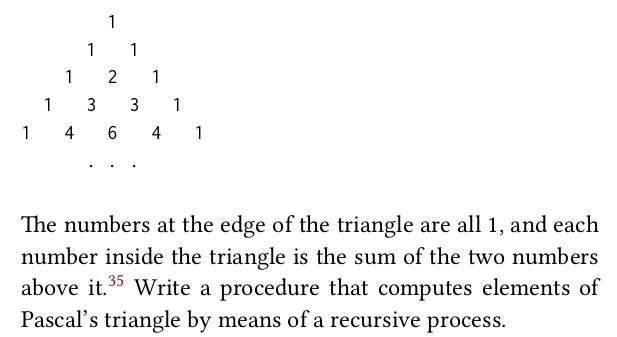 1
1 1
1 2 1
1 3 3 1
1 4 6 4 1
. . .
The numbers at the edge of the triangle are all 1, and each
number inside the triangle is the sum of the two numbers
above it.35 Write a procedure that computes elements of
Pascal’s triangle by means of a recursive process.